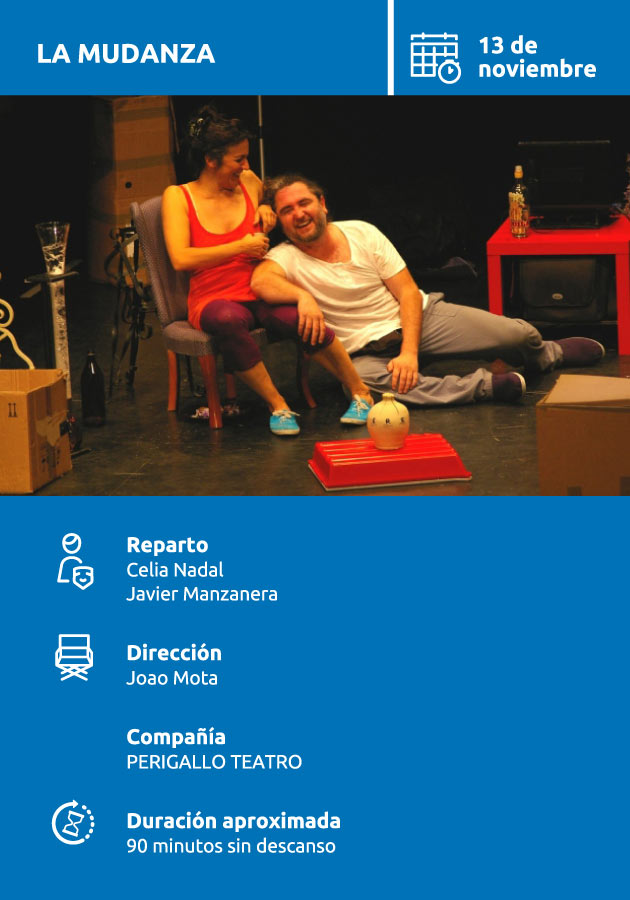 LA MUDANZA
13 de
noviembre
Reparto
Celia Nadal
Javier Manzanera
Dirección
Joao Mota
Compañía
PERIGALLO TEATRO
Duración aproximada
90 minutos sin descanso